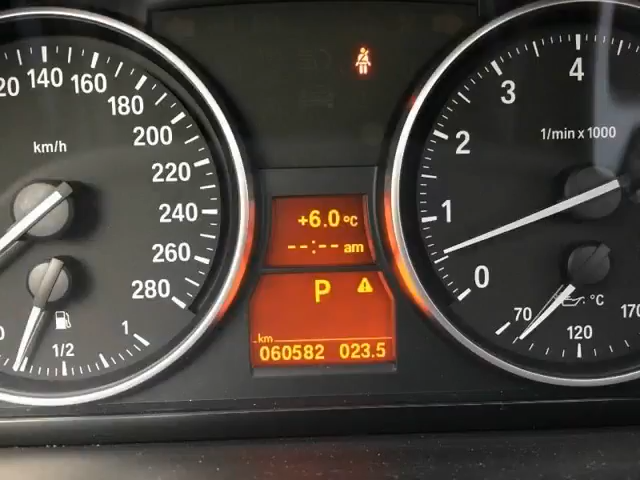 20 140 160
180
200
220
240
260
280
km/h
0 1/2 1
+6.0 °C
--:-- am
P
km
060582 023.5
4
3
2
1
0
1/min x 1000
°C
70 120 170